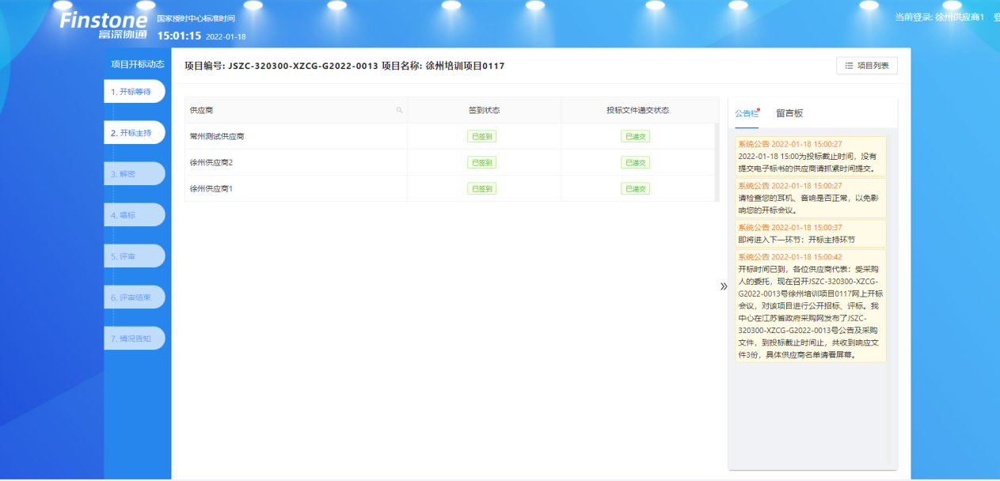 Finstone
富深协通
国家授时中心标准时间
15:01:15 2022-01-18
当前登录: 徐州供应商1
项目开标动态
1. 开标等待
2. 开标主持
3. 解密
4. 唱标
5. 评审
6. 评审结果
7. 情况告知
项目编号: JSZC-320300-XZCG-G2022-0013 项目名称: 徐州培训项目0117
项目列表
供应商 签到状态 投标文件递交状态
常州测试供应商 已签到 已递交
徐州供应商2 已签到 已递交
徐州供应商1 已签到 已递交
公告栏 留言板
系统公告 2022-01-18 15:00:27
2022-01-18 15:00为投标截止时间，没有
提交电子标书的供应商请抓紧时间提交。
系统公告 2022-01-18 15:00:27
请检查您的耳机、音响是否正常，以免影
响您的开标会议。
系统公告 2022-01-18 15:00:37
即将进入下一环节：开标主持环节
系统公告 2022-01-18 15:00:42
开标时间已到，各位供应商代表：受采购
人的委托，现在召开JSZC-320300-XZCG-
G2022-0013号徐州培训项目0117网上开标
会议，对该项目进行公开招标、评标。我
中心在江苏省政府采购网发布了JSZC-
320300-XZCG-G2022-0013号公告及采购
文件，到投标截止时间止，共收到响应文
件3份，具体供应商名单请看屏幕。